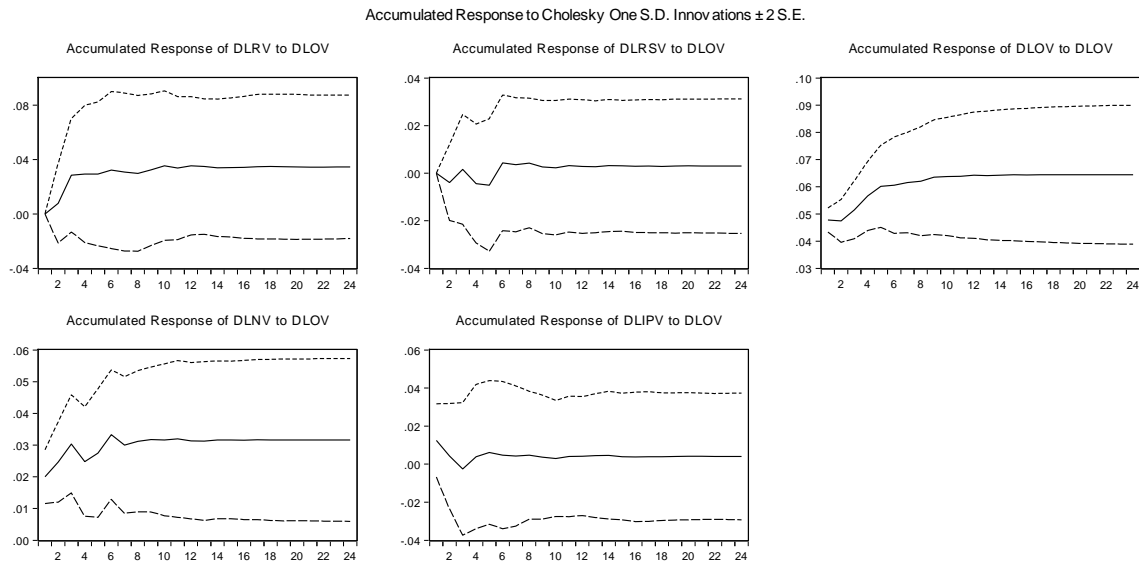 Accumulated Response to Cholesky One S.D. Innovations ± 2 S.E.
Accumulated Response of DLRV to DLOV
.08
.04
.00
-.04
2 4 6 8 10 12 14 16 18 20 22 24
Accumulated Response of DLRSV to DLOV
.04
.02
.00
-.02
-.04
2 4 6 8 10 12 14 16 18 20 22 24
Accumulated Response of DLOV to DLOV
.10
.09
.08
.07
.06
.05
.04
.03
2 4 6 8 10 12 14 16 18 20 22 24
Accumulated Response of DLNV to DLOV
.06
.05
.04
.03
.02
.01
.00
2 4 6 8 10 12 14 16 18 20 22 24
Accumulated Response of DLIPV to DLOV
.06
.04
.02
.00
-.02
-.04
2 4 6 8 10 12 14 16 18 20 22 24